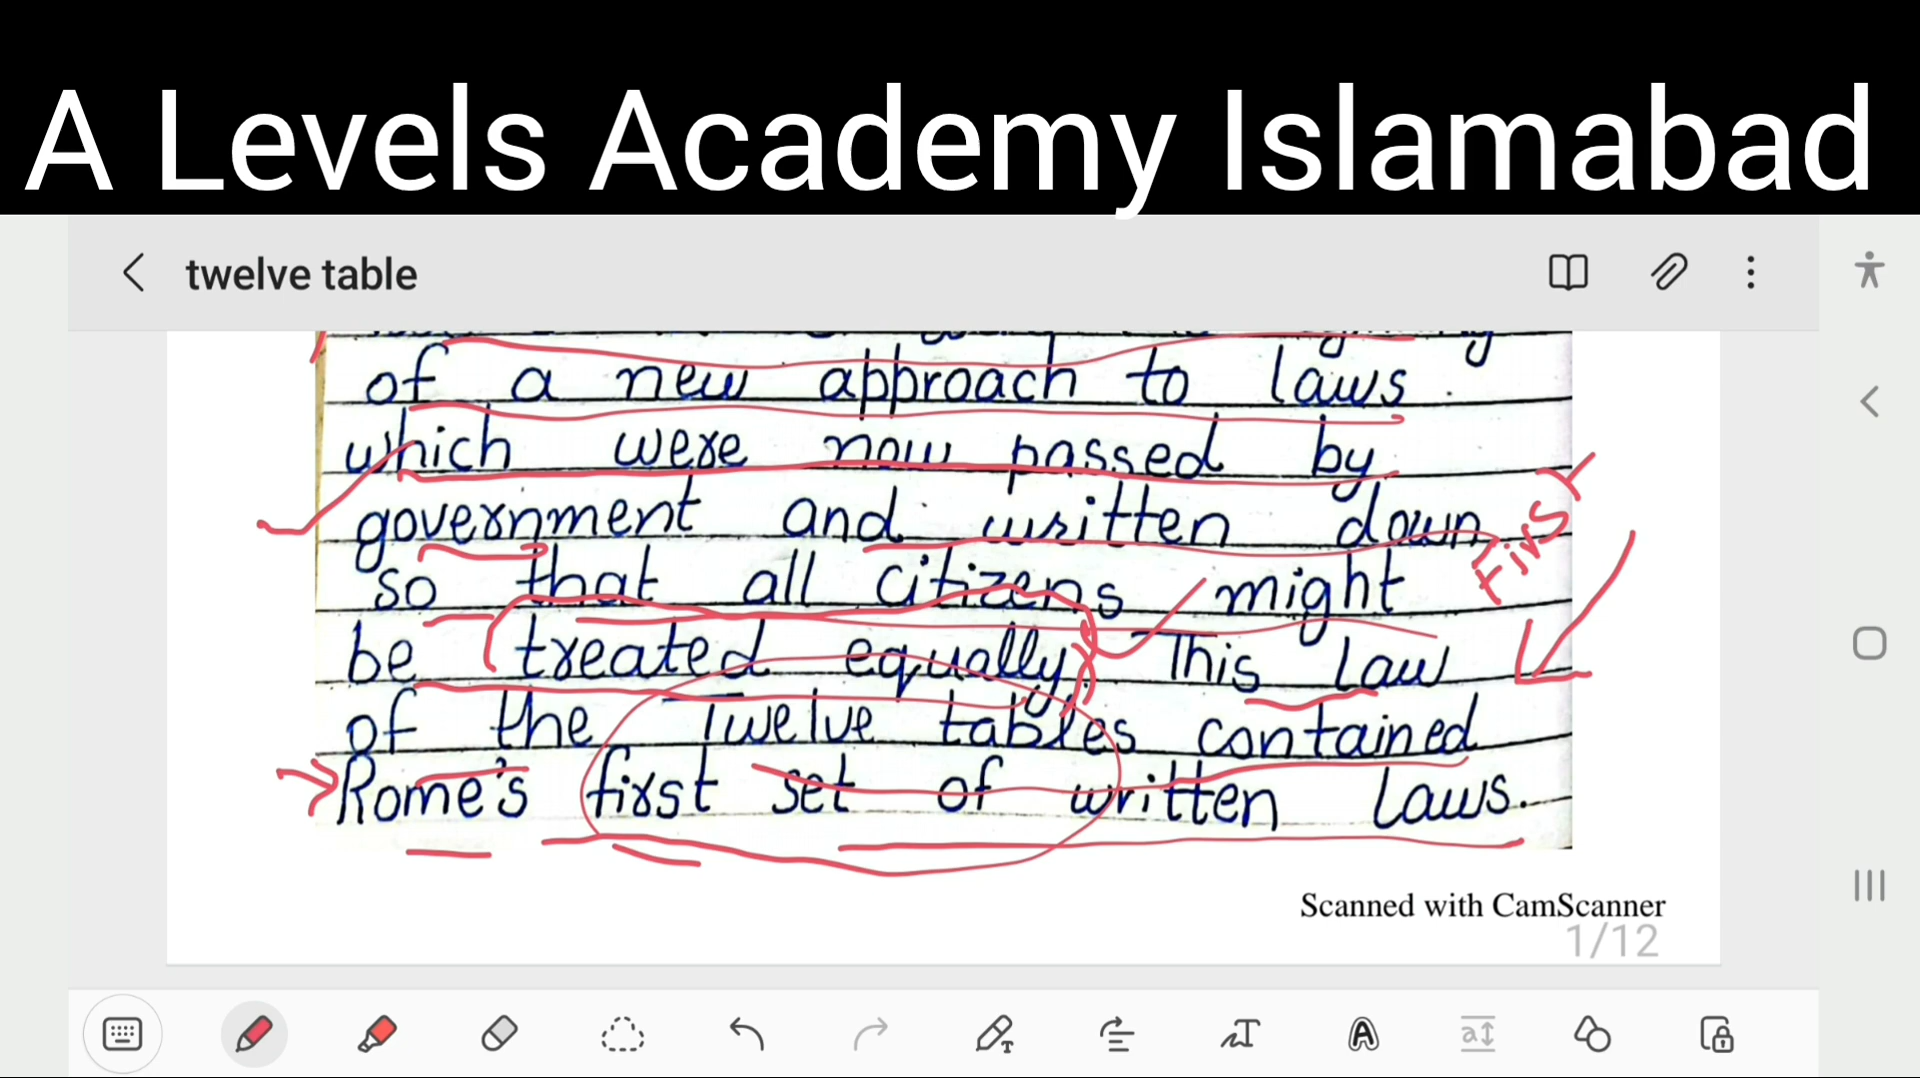 A Levels Academy Islamabad
twelve table
of a new approach to laws.
which were now passed by
government and written down
so that all citizens might
First
be treated equally. This Law
of the Twelve tables contained
Rome's first set of written laws.
Scanned with CamScanner
1/12